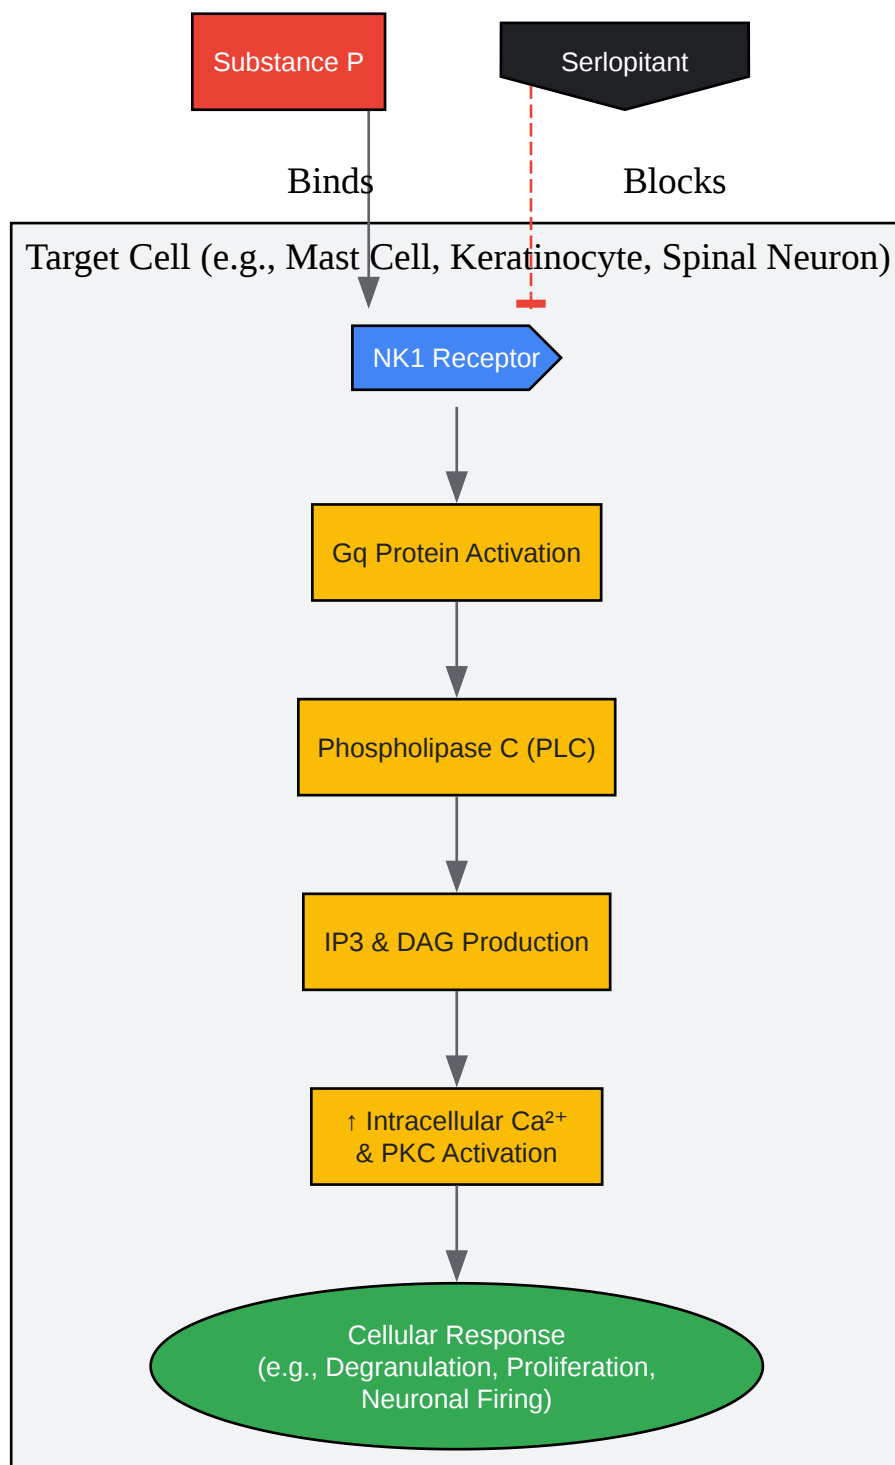 Substance P
Serlopitant
Binds
Blocks
Target Cell (e.g., Mast Cell, Keratinocyte, Spinal Neuron)
NK1 Receptor
Gq Protein Activation
Phospholipase C (PLC)
IP3 & DAG Production
↑ Intracellular Ca²⁺
& PKC Activation
Cellular Response
(e.g., Degranulation, Proliferation,
Neuronal Firing)